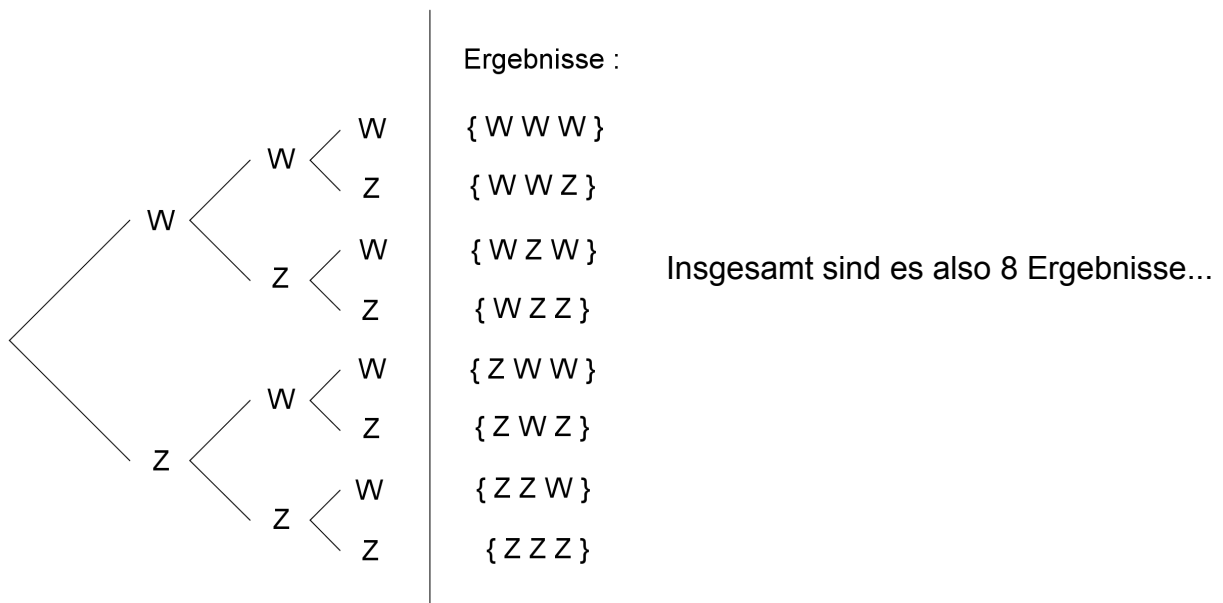 Ergebnisse :
W
{ W W W }
W
Z
{ W W Z }
W
W
{ W Z W }
Z
Z
{ W Z Z }
Insgesamt sind es also 8 Ergebnisse...
W
{ Z W W }
W
Z
{ Z W Z }
Z
W
{ Z Z W }
Z
Z
{ Z Z Z }